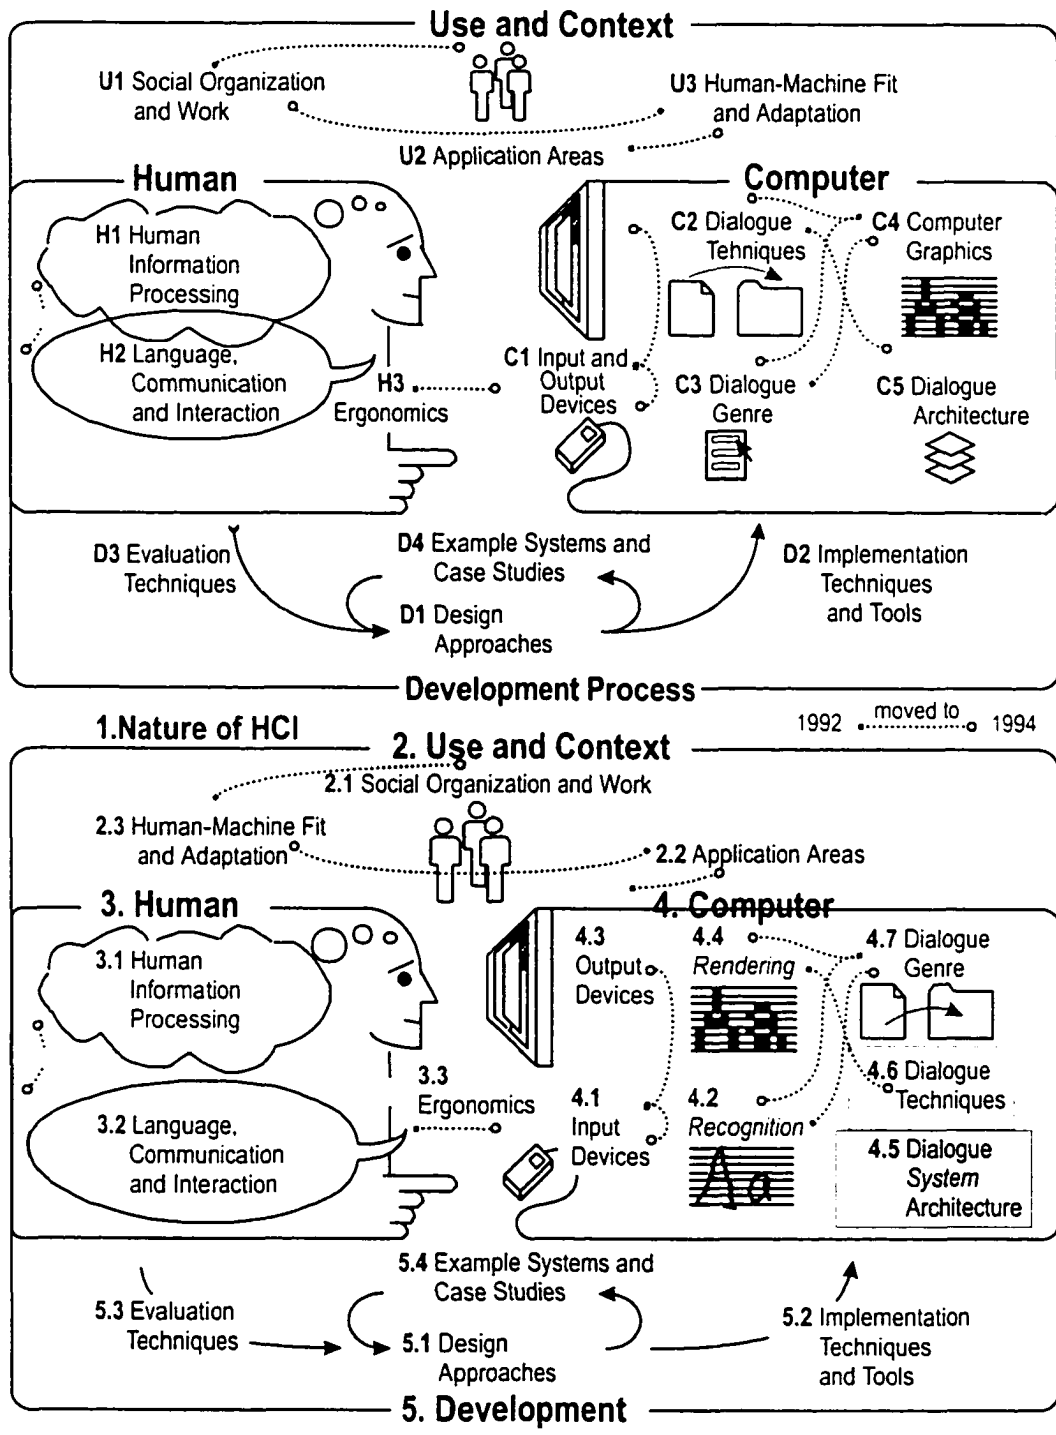 Use and Context
U1 Social Organization
and Work
U3 Human-Machine Fit
and Adaptation
U2 Application Areas
Human
Computer
H1 Human
Information
Processing
H2 Language,
Communication
and Interaction
H3
Ergonomics
C1 Input and
Output
Devices
C2 Dialogue
Tehniques
C4 Computer
Graphics
C3 Dialogue
Genre
C5 Dialogue
Architecture
D3 Evaluation
Techniques
D4 Example Systems and
Case Studies
D1 Design
Approaches
D2 Implementation
Techniques
and Tools
Development Process
1992 moved to 1994
1.Nature of HCI
2. Use and Context
2.1 Social Organization and Work
2.3 Human-Machine Fit
and Adaptation
2.2 Application Areas
3. Human
4. Computer
3.1 Human
Information
Processing
3.2 Language,
Communication
and Interaction
3.3
Ergonomics
4.3
Output
Devices
4.4
Rendering
4.7 Dialogue
Genre
4.1
Input
Devices
4.2
Recognition
Aa
4.6 Dialogue
Techniques
4.5 Dialogue
System
Architecture
5.4 Example Systems and
Case Studies
5.3 Evaluation
Techniques
5.1 Design
Approaches
5.2 Implementation
Techniques
and Tools
5. Development